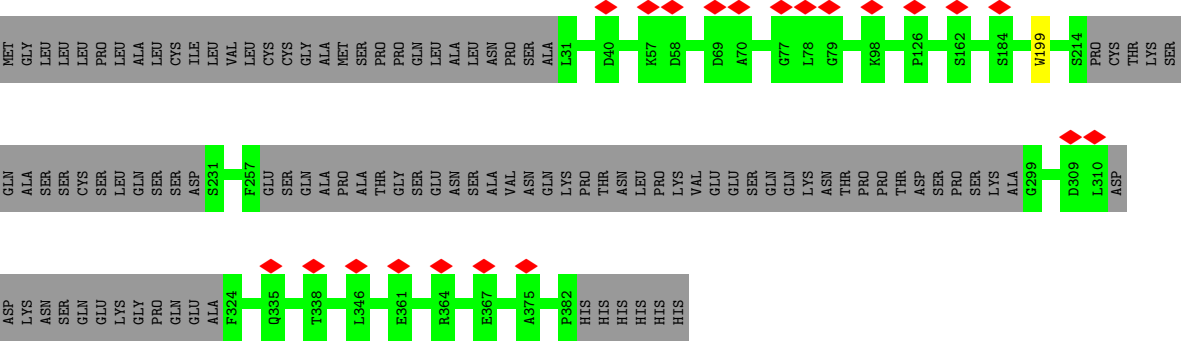 MET GLY LEU LEU LEU PRO LEU ALA LEU CYS ILE LEU VAL LEU CYS CYS GLY ALA MET SER PRO PRO GLN LEU ALA LEU ASN PRO SER ALA L31 D40 K57 D58 D69 A70 G77 L78 G79 K98 P126 S162 S184 W199 S214 PRO CYS THR LYS SER
GLN ALA SER SER CYS SER LEU GLN SER SER ASP S231 F257 GLU SER GLN ALA PRO ALA THR GLY SER GLU ASN SER ALA VAL ASN GLN LYS PRO THR ASN LEU PRO LYS VAL GLU GLU SER GLN GLN LYS ASN THR PRO PRO THR ASP SER PRO SER LYS ALA G299 D309 L310 ASP
ASP LYS ASN SER GLN GLU LYS GLY PRO GLN GLU ALA F324 Q335 T338 L346 E361 R364 E367 A375 P382 HIS HIS HIS HIS HIS HIS